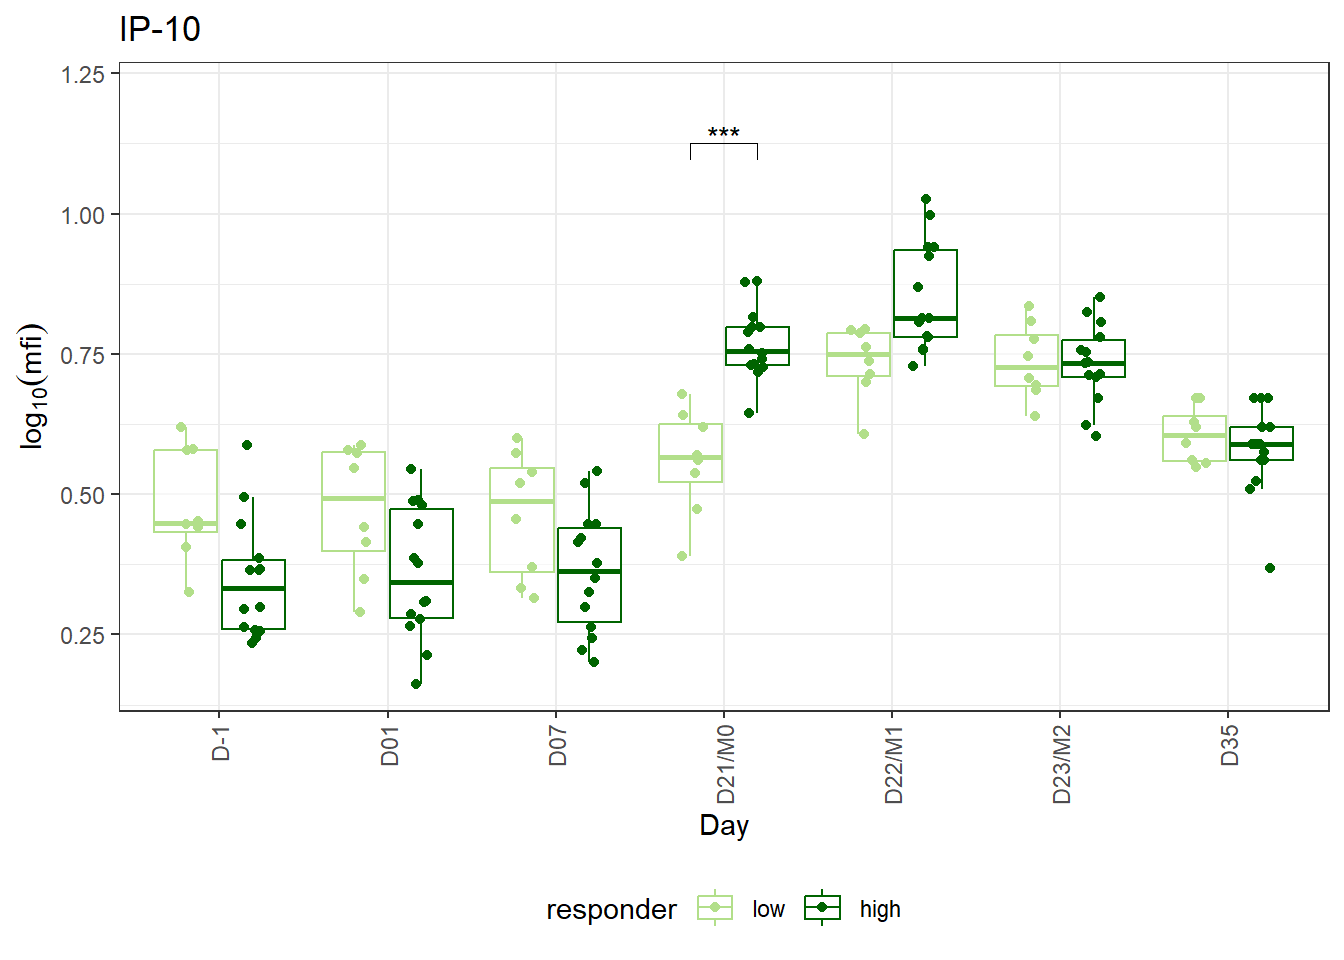 IP-10
1.25
1.00
0.75
0.50
0.25
log10(mfi)
***
D-1
D01
D07
D21/M0
D22/M1
D23/M2
D35
Day
responder low high